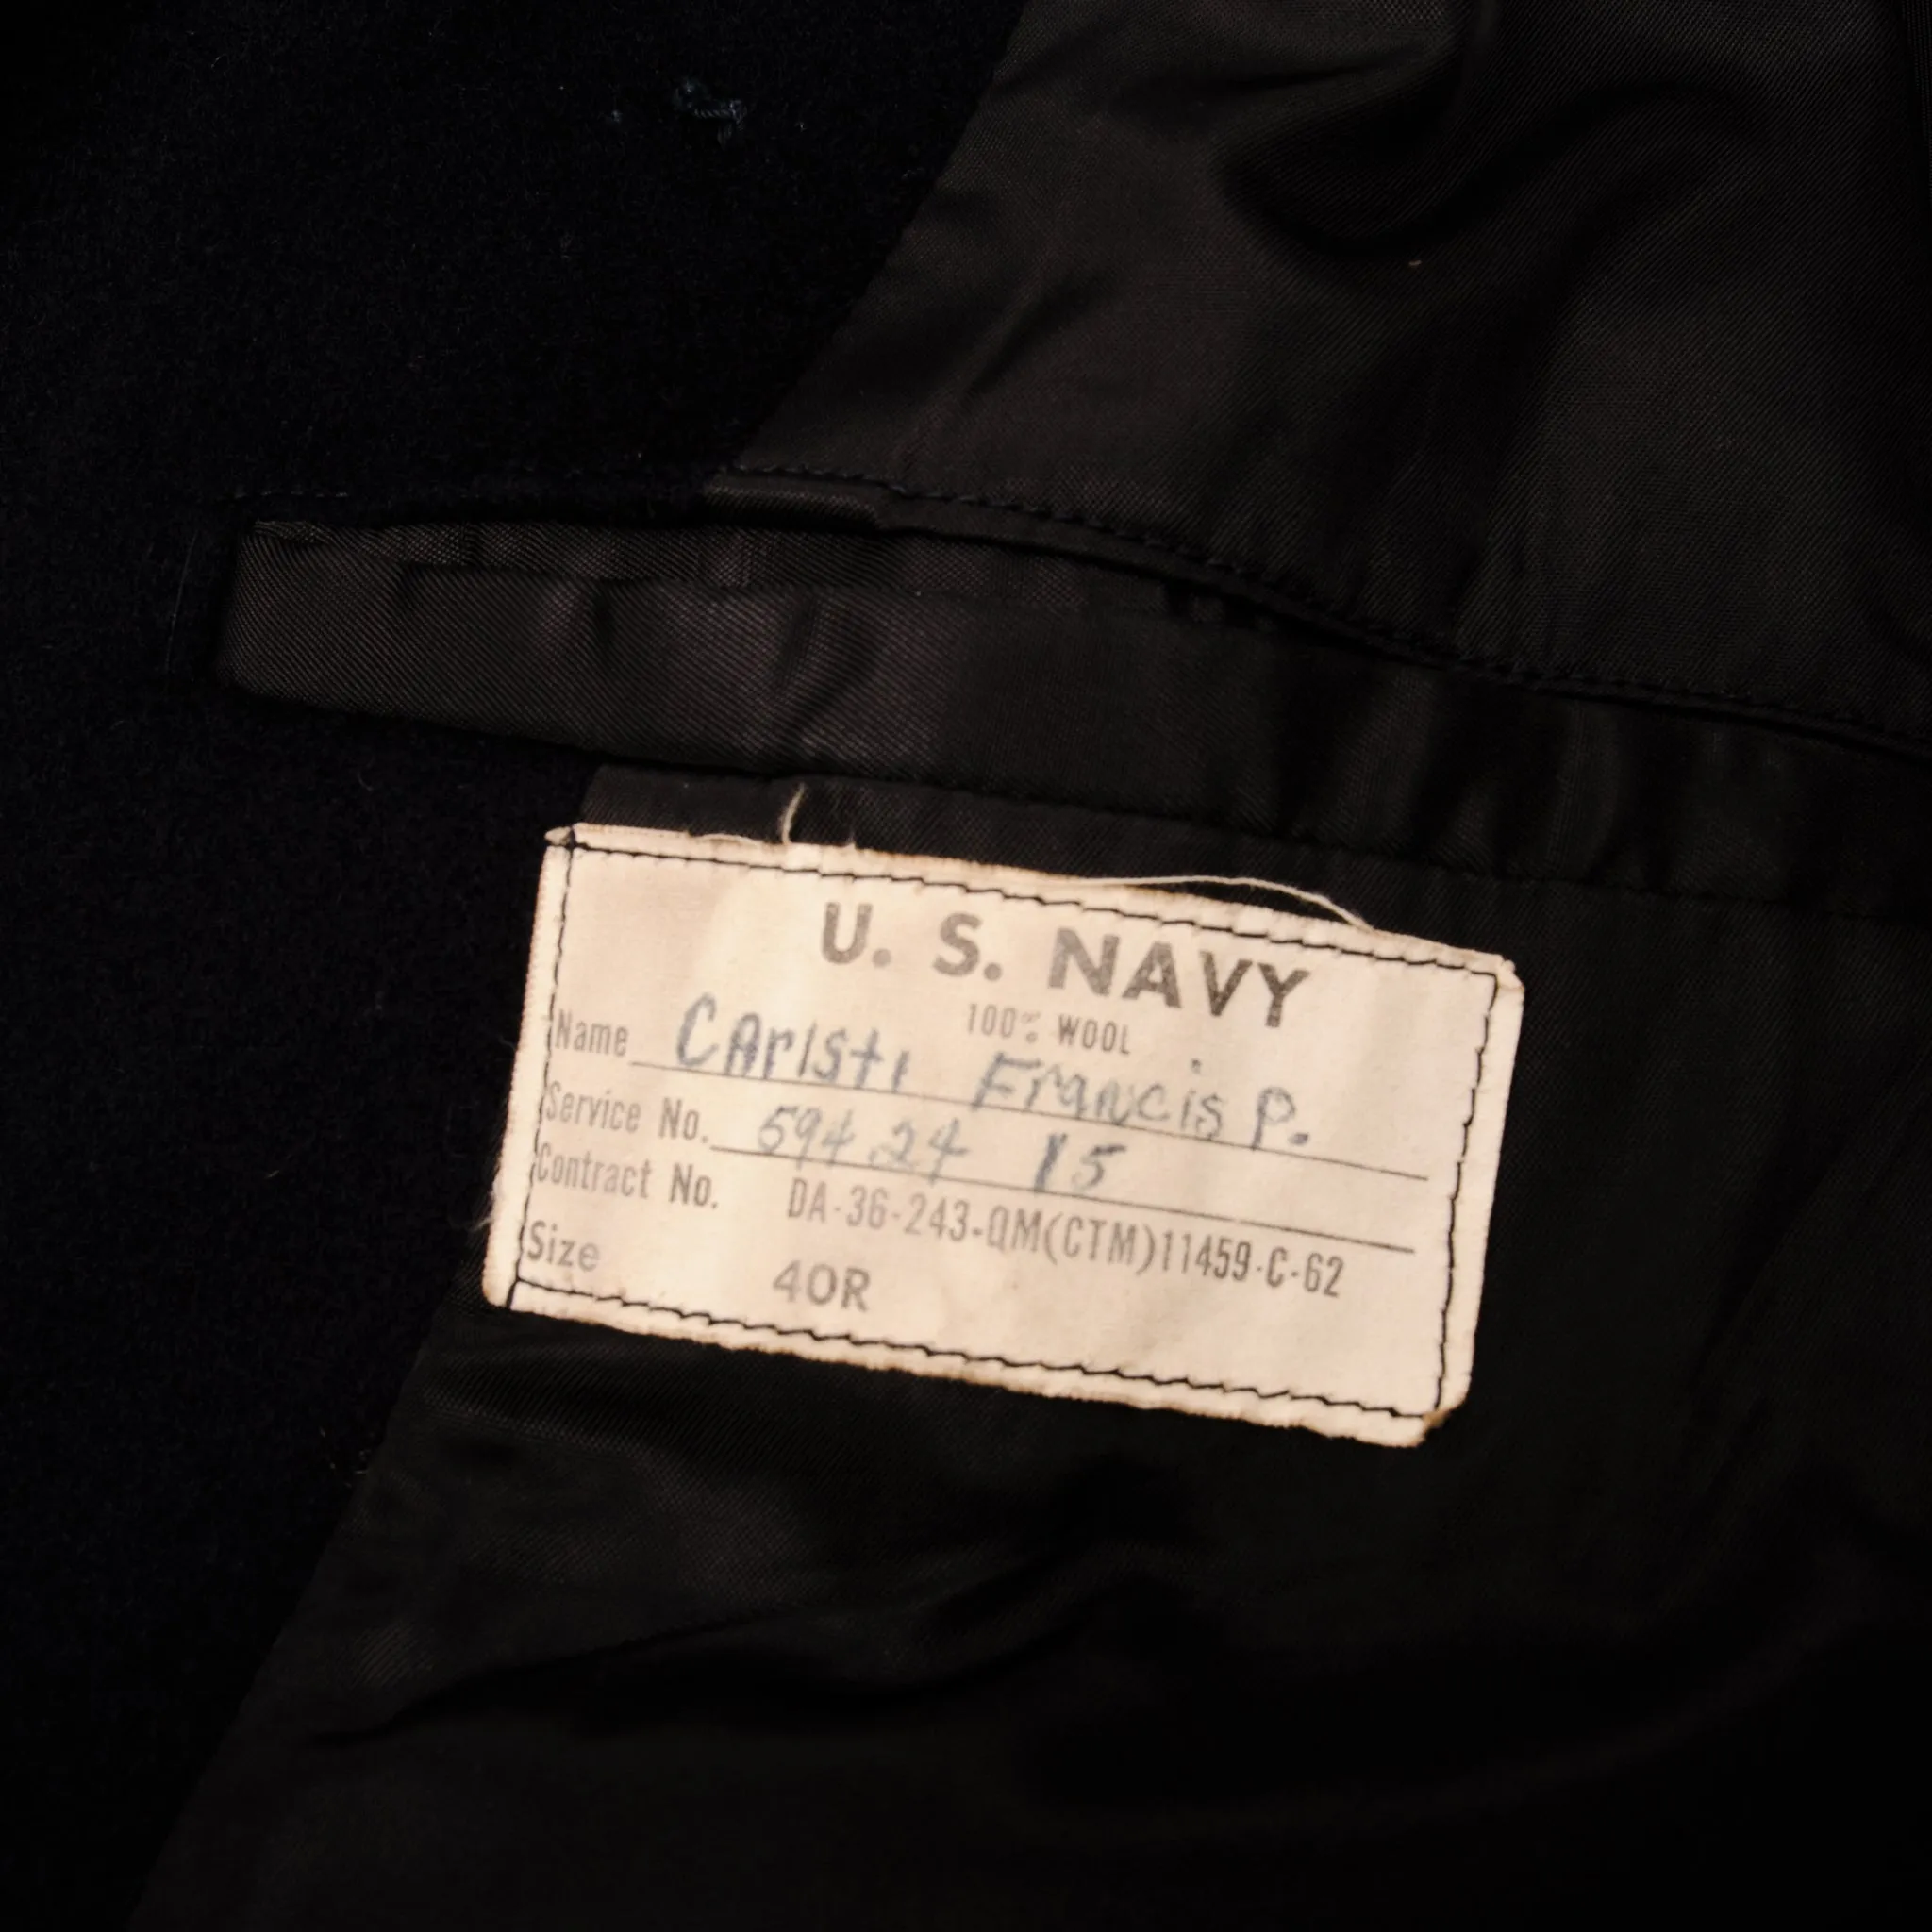 U. S. NAVY
100% WOOL
Name CArIsti Francis P.
Service No. 594 24 15
Contract No. DA-36-243-QM(CTM)11459-C-62
Size 40R